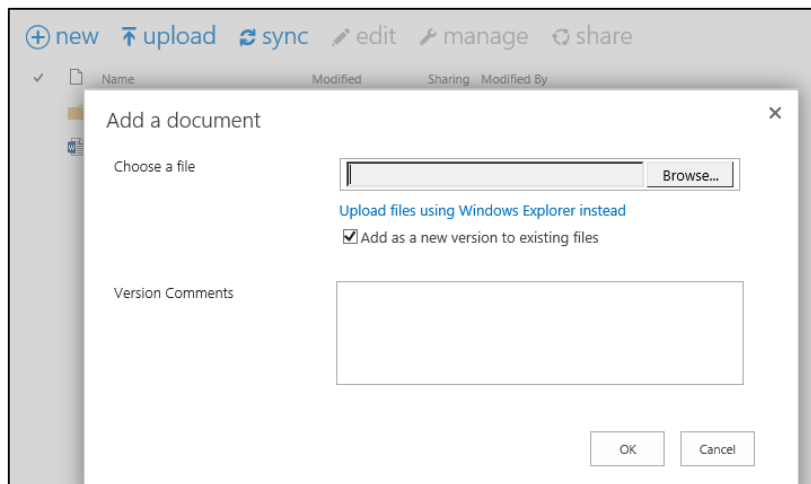 new upload sync edit manage share
Name Modified Sharing Modified By
Add a document
Choose a file
Browse...
Upload files using Windows Explorer instead
Add as a new version to existing files
Version Comments
OK Cancel